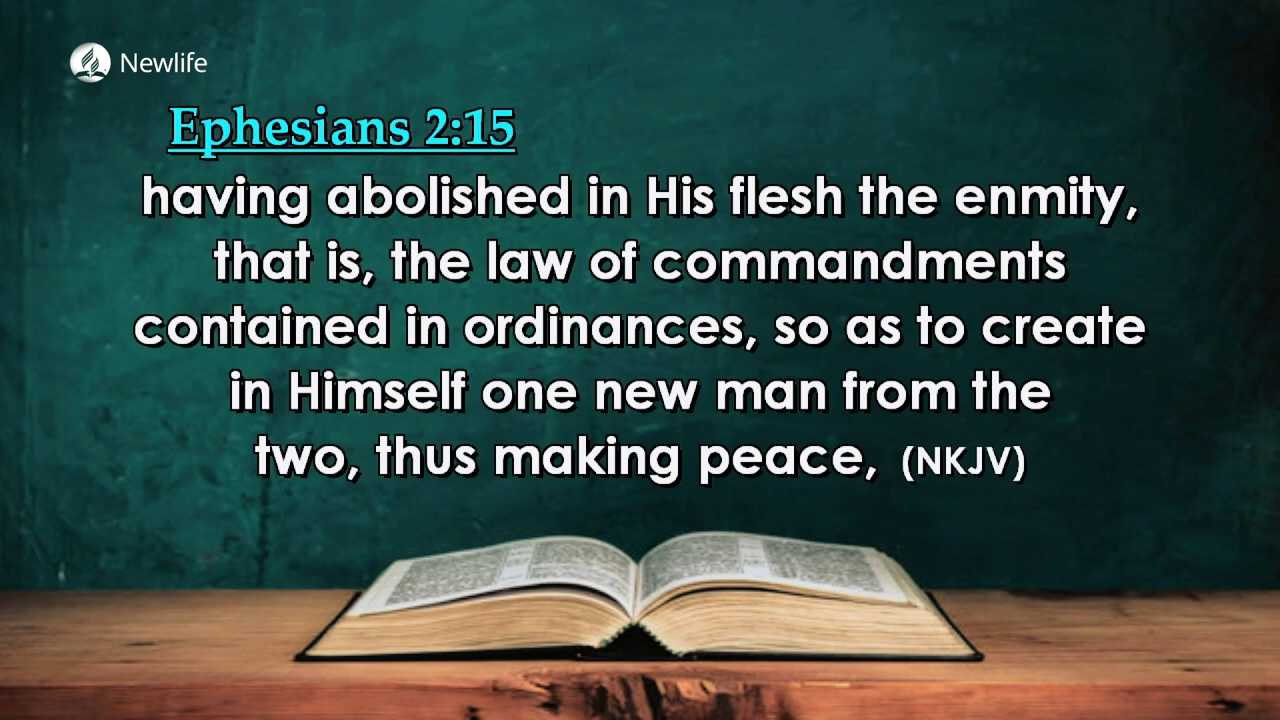 Newlife
Ephesians 2:15
having abolished in His flesh the enmity,
that is, the law of commandments
contained in ordinances, so as to create
in Himself one new man from the
two, thus making peace, (NKJV)